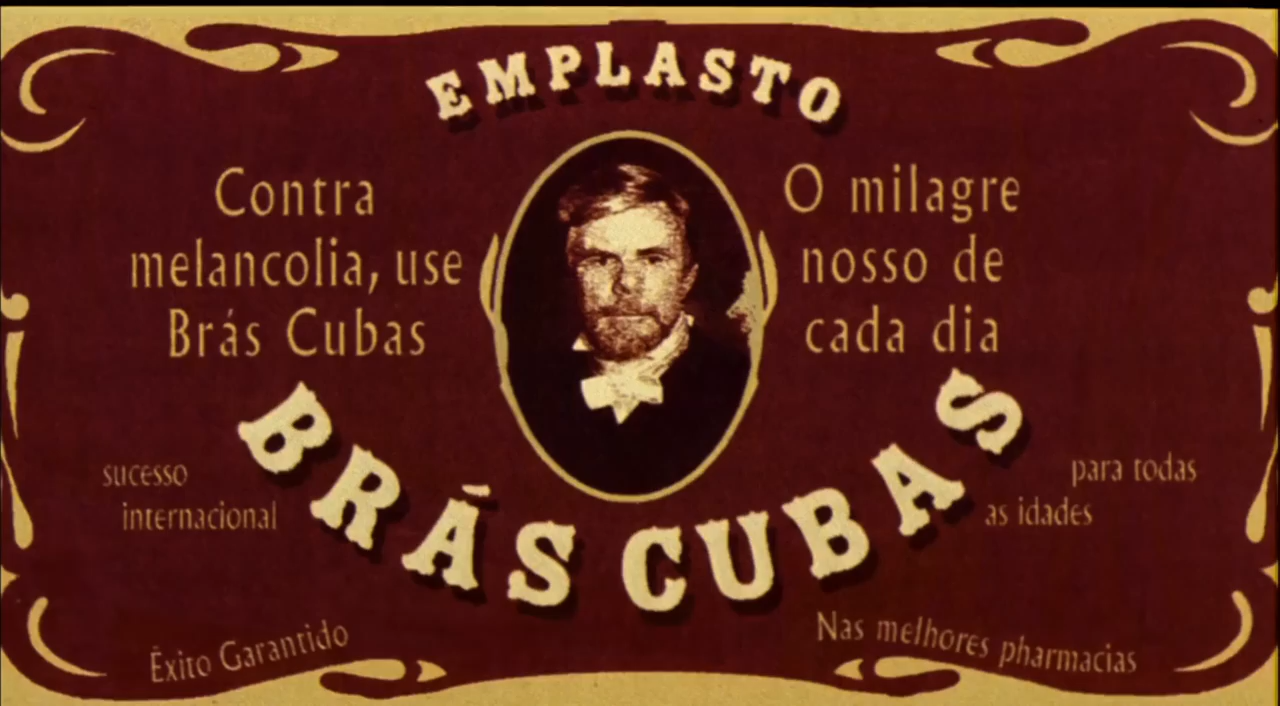 EMPLASTO
Contra
melancolia, use
Brás Cubas
O milagre
nosso de
cada dia
BRÁS CUBAS
sucesso
internacional
para todas
as idades
Êxito Garantido
Nas melhores pharmacias